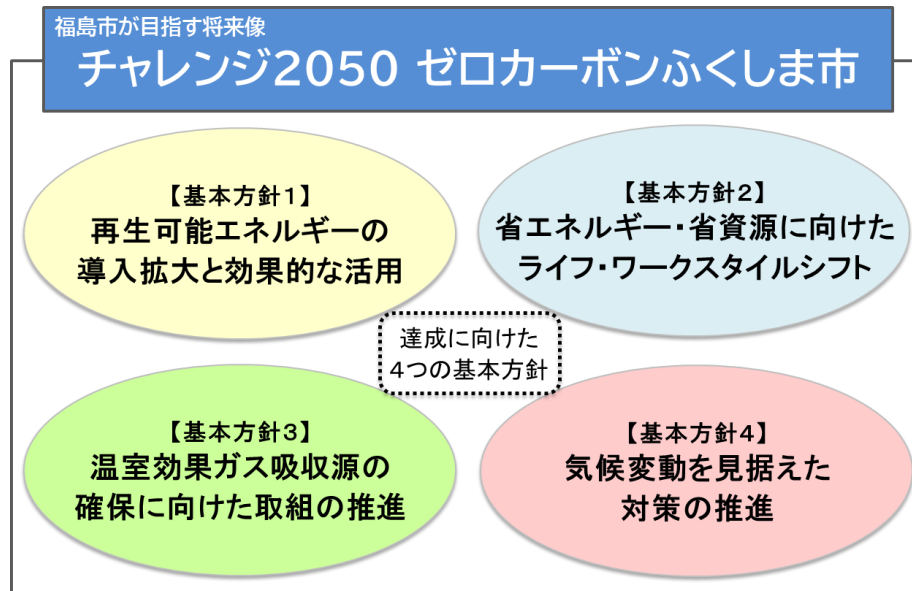 福島市が目指す将来像
チャレンジ2050 ゼロカーボンふくしま市
【基本方針1】
再生可能エネルギーの
導入拡大と効果的な活用
【基本方針2】
省エネルギー・省資源に向けた
ライフ・ワークスタイルシフト
達成に向けた
4つの基本方針
【基本方針3】
温室効果ガス吸収源の
確保に向けた取組の推進
【基本方針4】
気候変動を見据えた
対策の推進